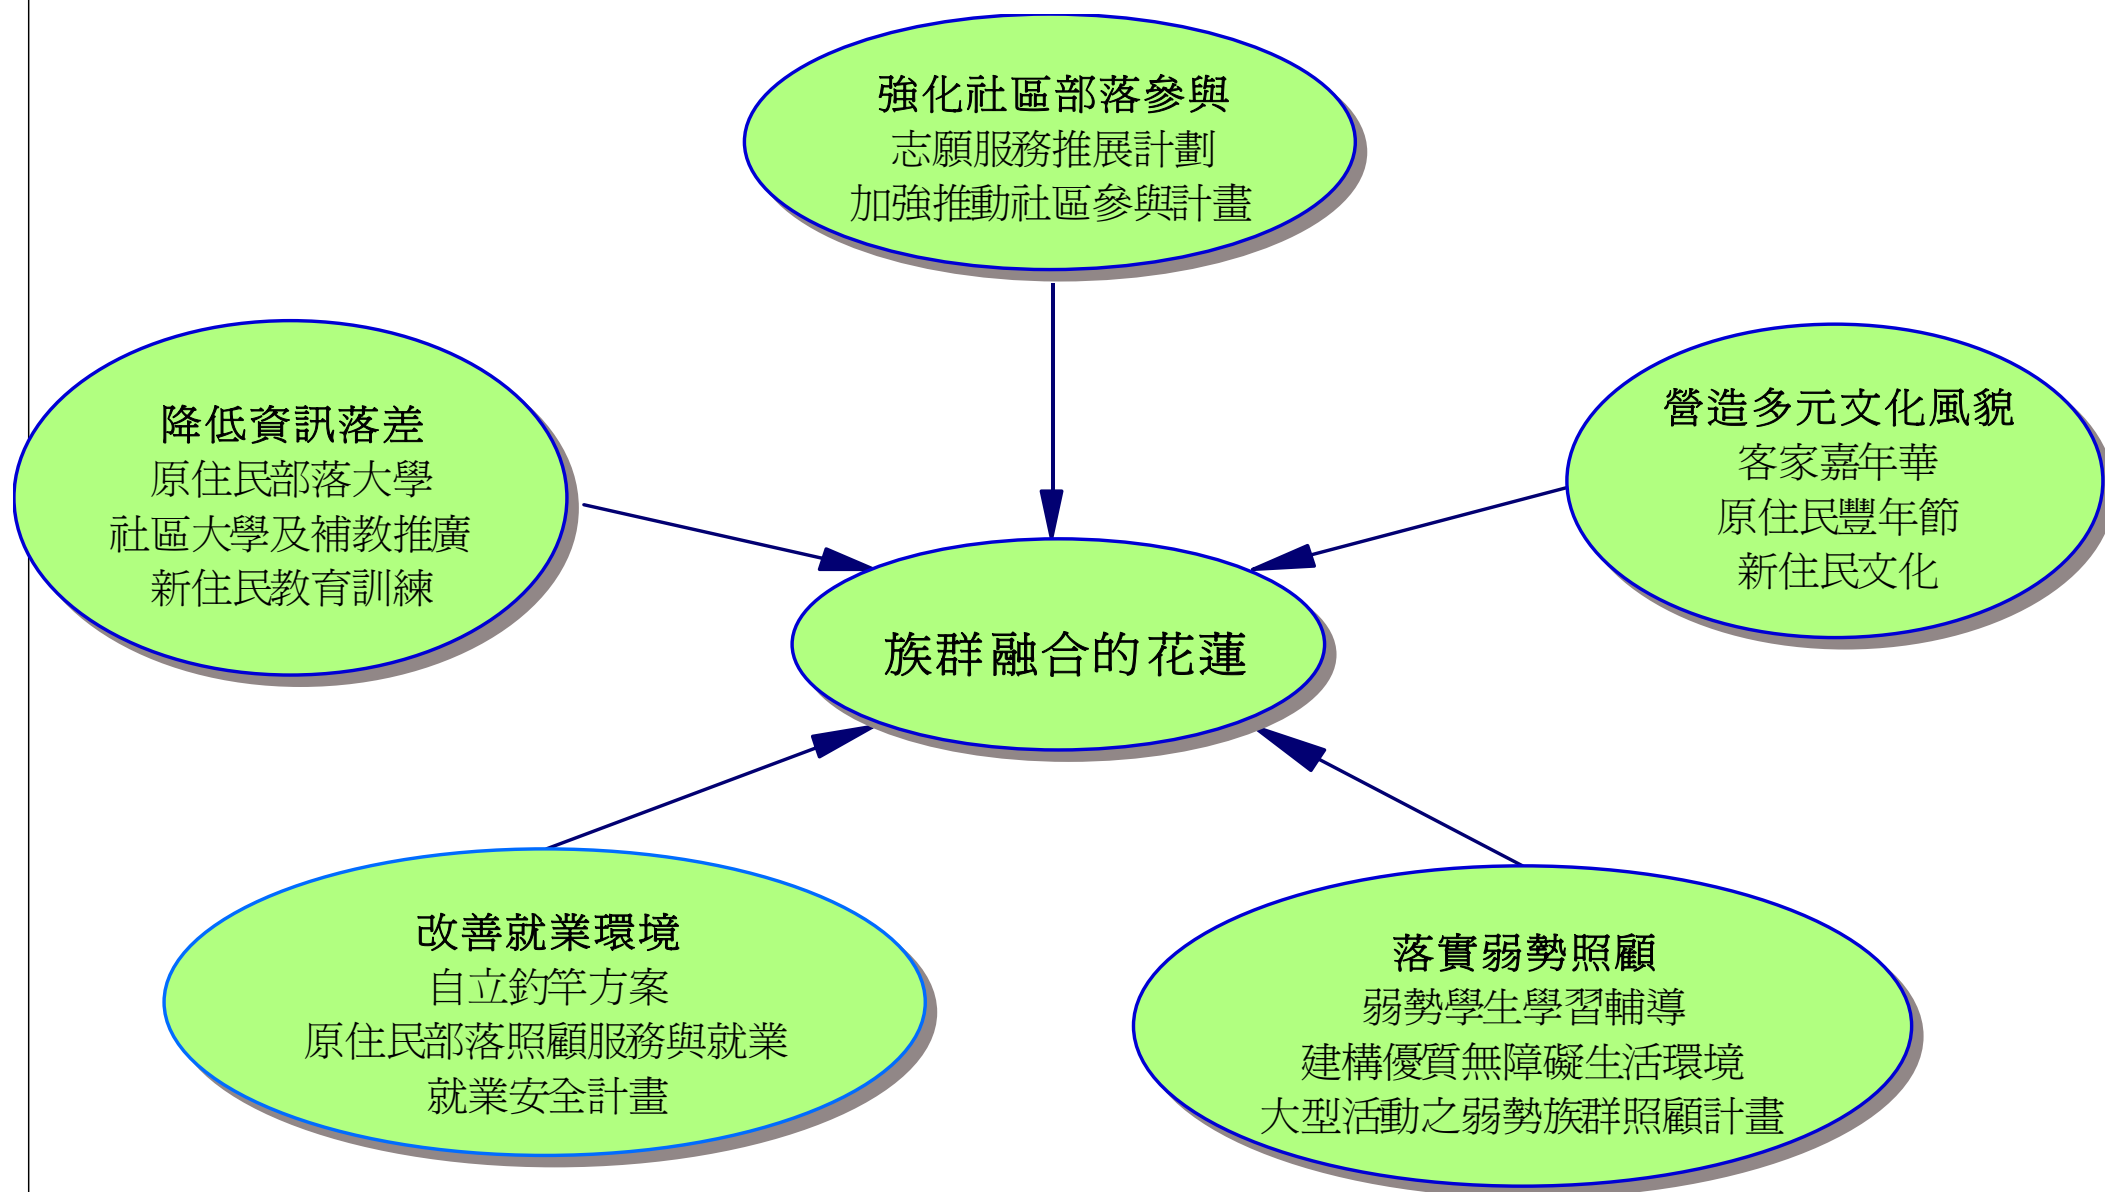 強化社區部落參與
志願服務推展計劃
加強推動社區參與計畫
降低資訊落差
原住民部落大學
社區大學及補教推廣
新住民教育訓練
營造多元文化風貌
客家嘉年華
原住民豐年節
新住民文化
族群融合的花蓮
改善就業環境
自立釣竿方案
原住民部落照顧服務與就業
就業安全計畫
落實弱勢照顧
弱勢學生學習輔導
建構優質無障礙生活環境
大型活動之弱勢族群照顧計畫